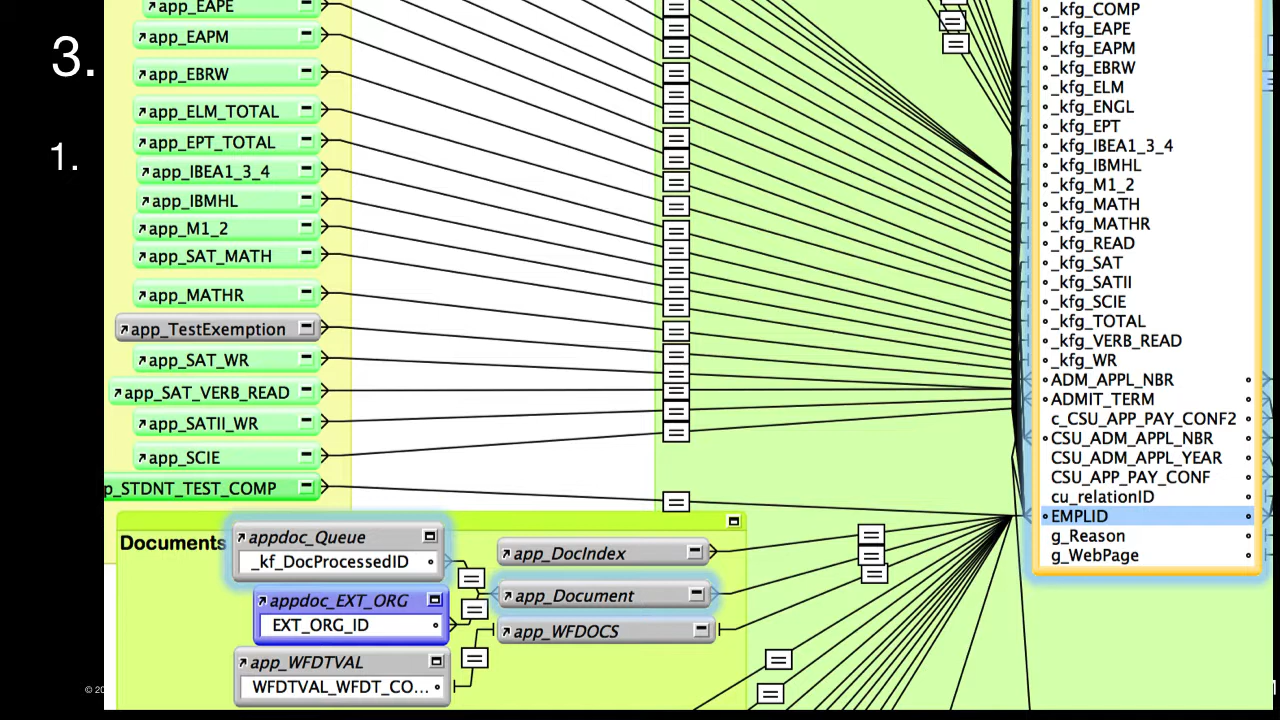 3.
1.
app_EAPE
app_EAPM
app_EBRW
app_ELM_TOTAL
app_EPT_TOTAL
app_IBEA1_3_4
app_IBMHL
app_M1_2
app_SAT_MATH
app_MATHR
app_TestExemption
app_SAT_WR
app_SAT_VERB_READ
app_SATII_WR
app_SCIE
p_STDNT_TEST_COMP
Documents
appdoc_Queue
_kf_DocProcessedID
appdoc_EXT_ORG
EXT_ORG_ID
app_WFDTVAL
WFDTVAL_WFDT_CO...
app_DocIndex
app_Document
app_WFDOCS
_kfg_COMP
_kfg_EAPE
_kfg_EAPM
_kfg_EBRW
_kfg_ELM
_kfg_ENGL
_kfg_EPT
_kfg_IBEA1_3_4
_kfg_IBMHL
_kfg_M1_2
_kfg_MATH
_kfg_MATHR
_kfg_READ
_kfg_SAT
_kfg_SATII
_kfg_SCIE
_kfg_TOTAL
_kfg_VERB_READ
_kfg_WR
ADM_APPL_NBR
ADMIT_TERM
c_CSU_APP_PAY_CONF2
CSU_ADM_APPL_NBR
CSU_ADM_APPL_YEAR
CSU_APP_PAY_CONF
cu_relationID
EMPLID
g_Reason
g_WebPage
© 20